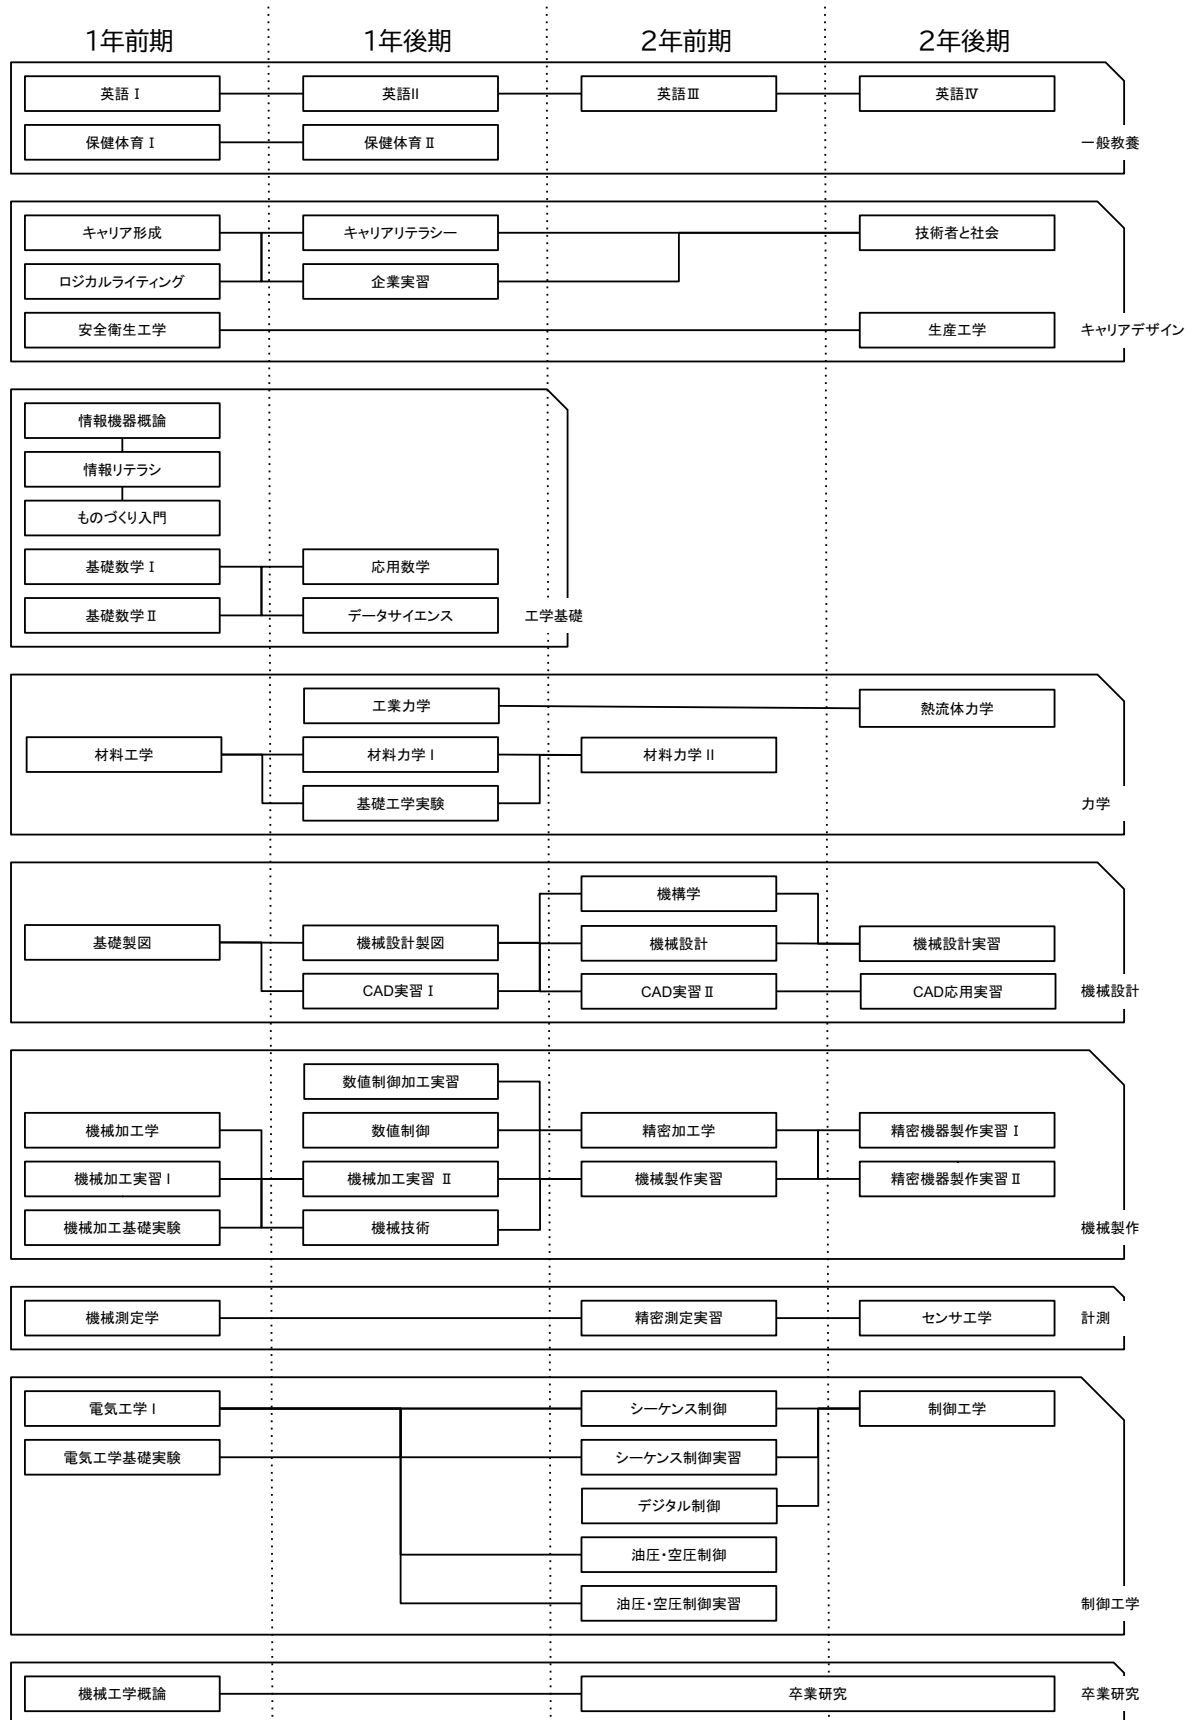 1年前期 1年後期 2年前期 2年後期
英語Ⅰ 英語II 英語Ⅲ 英語Ⅳ
保健体育Ⅰ 保健体育Ⅱ 一般教養
キャリア形成 キャリアリテラシー 技術者と社会
ロジカルライティング 企業実習
安全衛生工学 生産工学 キャリアデザイン
情報機器概論
情報リテラシ
ものづくり入門
基礎数学Ⅰ 応用数学
基礎数学Ⅱ データサイエンス 工学基礎
工業力学 熱流体力学
材料工学 材料力学Ⅰ 材料力学Ⅱ
基礎工学実験 力学
機構学
基礎製図 機械設計製図 機械設計 機械設計実習
CAD実習Ⅰ CAD実習Ⅱ CAD応用実習 機械設計
数値制御加工実習
機械加工学 数値制御 精密加工学 精密機器製作実習Ⅰ
機械加工実習Ⅰ 機械加工実習 Ⅱ 機械製作実習 精密機器製作実習Ⅱ
機械加工基礎実験 機械技術 機械製作
機械測定学 精密測定実習 センサ工学 計測
電気工学Ⅰ シーケンス制御 制御工学
電気工学基礎実験 シーケンス制御実習
デジタル制御
油圧・空圧制御
油圧・空圧制御実習 制御工学
機械工学概論 卒業研究 卒業研究